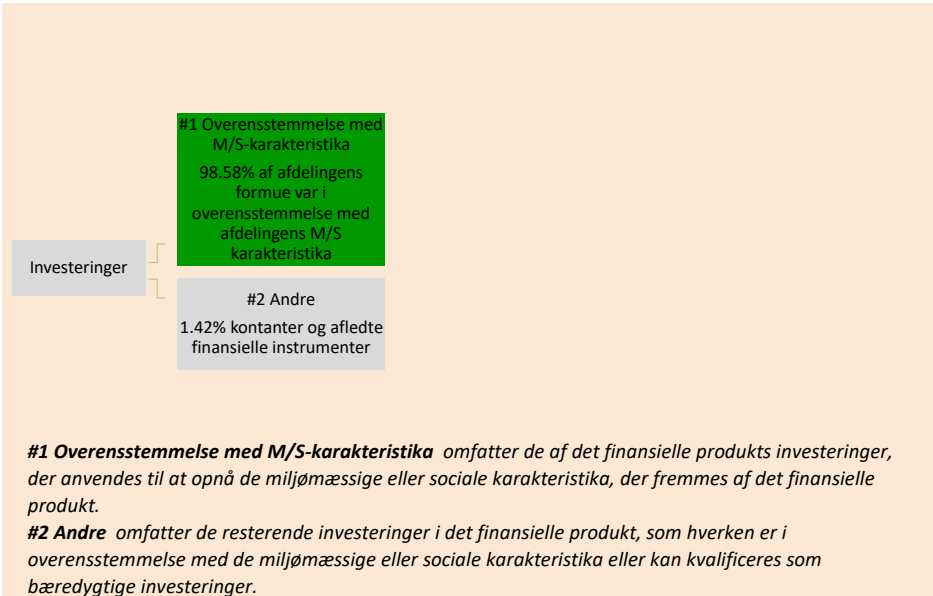 #1 Overensstemmelse med
M/S-karakteristika
98.58% af afdelingens
formue var i
overensstemmelse med
afdelingens M/S
karakteristika
Investeringer
#2 Andre
1.42% kontanter og afledte
finansielle instrumenter
#1 Overensstemmelse med M/S-karakteristika omfatter de af det finansielle produkts investeringer,
der anvendes til at opnå de miljømæssige eller sociale karakteristika, der fremmes af det finansielle
produkt.
#2 Andre omfatter de resterende investeringer i det finansielle produkt, som hverken er i
overensstemmelse med de miljømæssige eller sociale karakteristika eller kan kvalificeres som
bæredygtige investeringer.